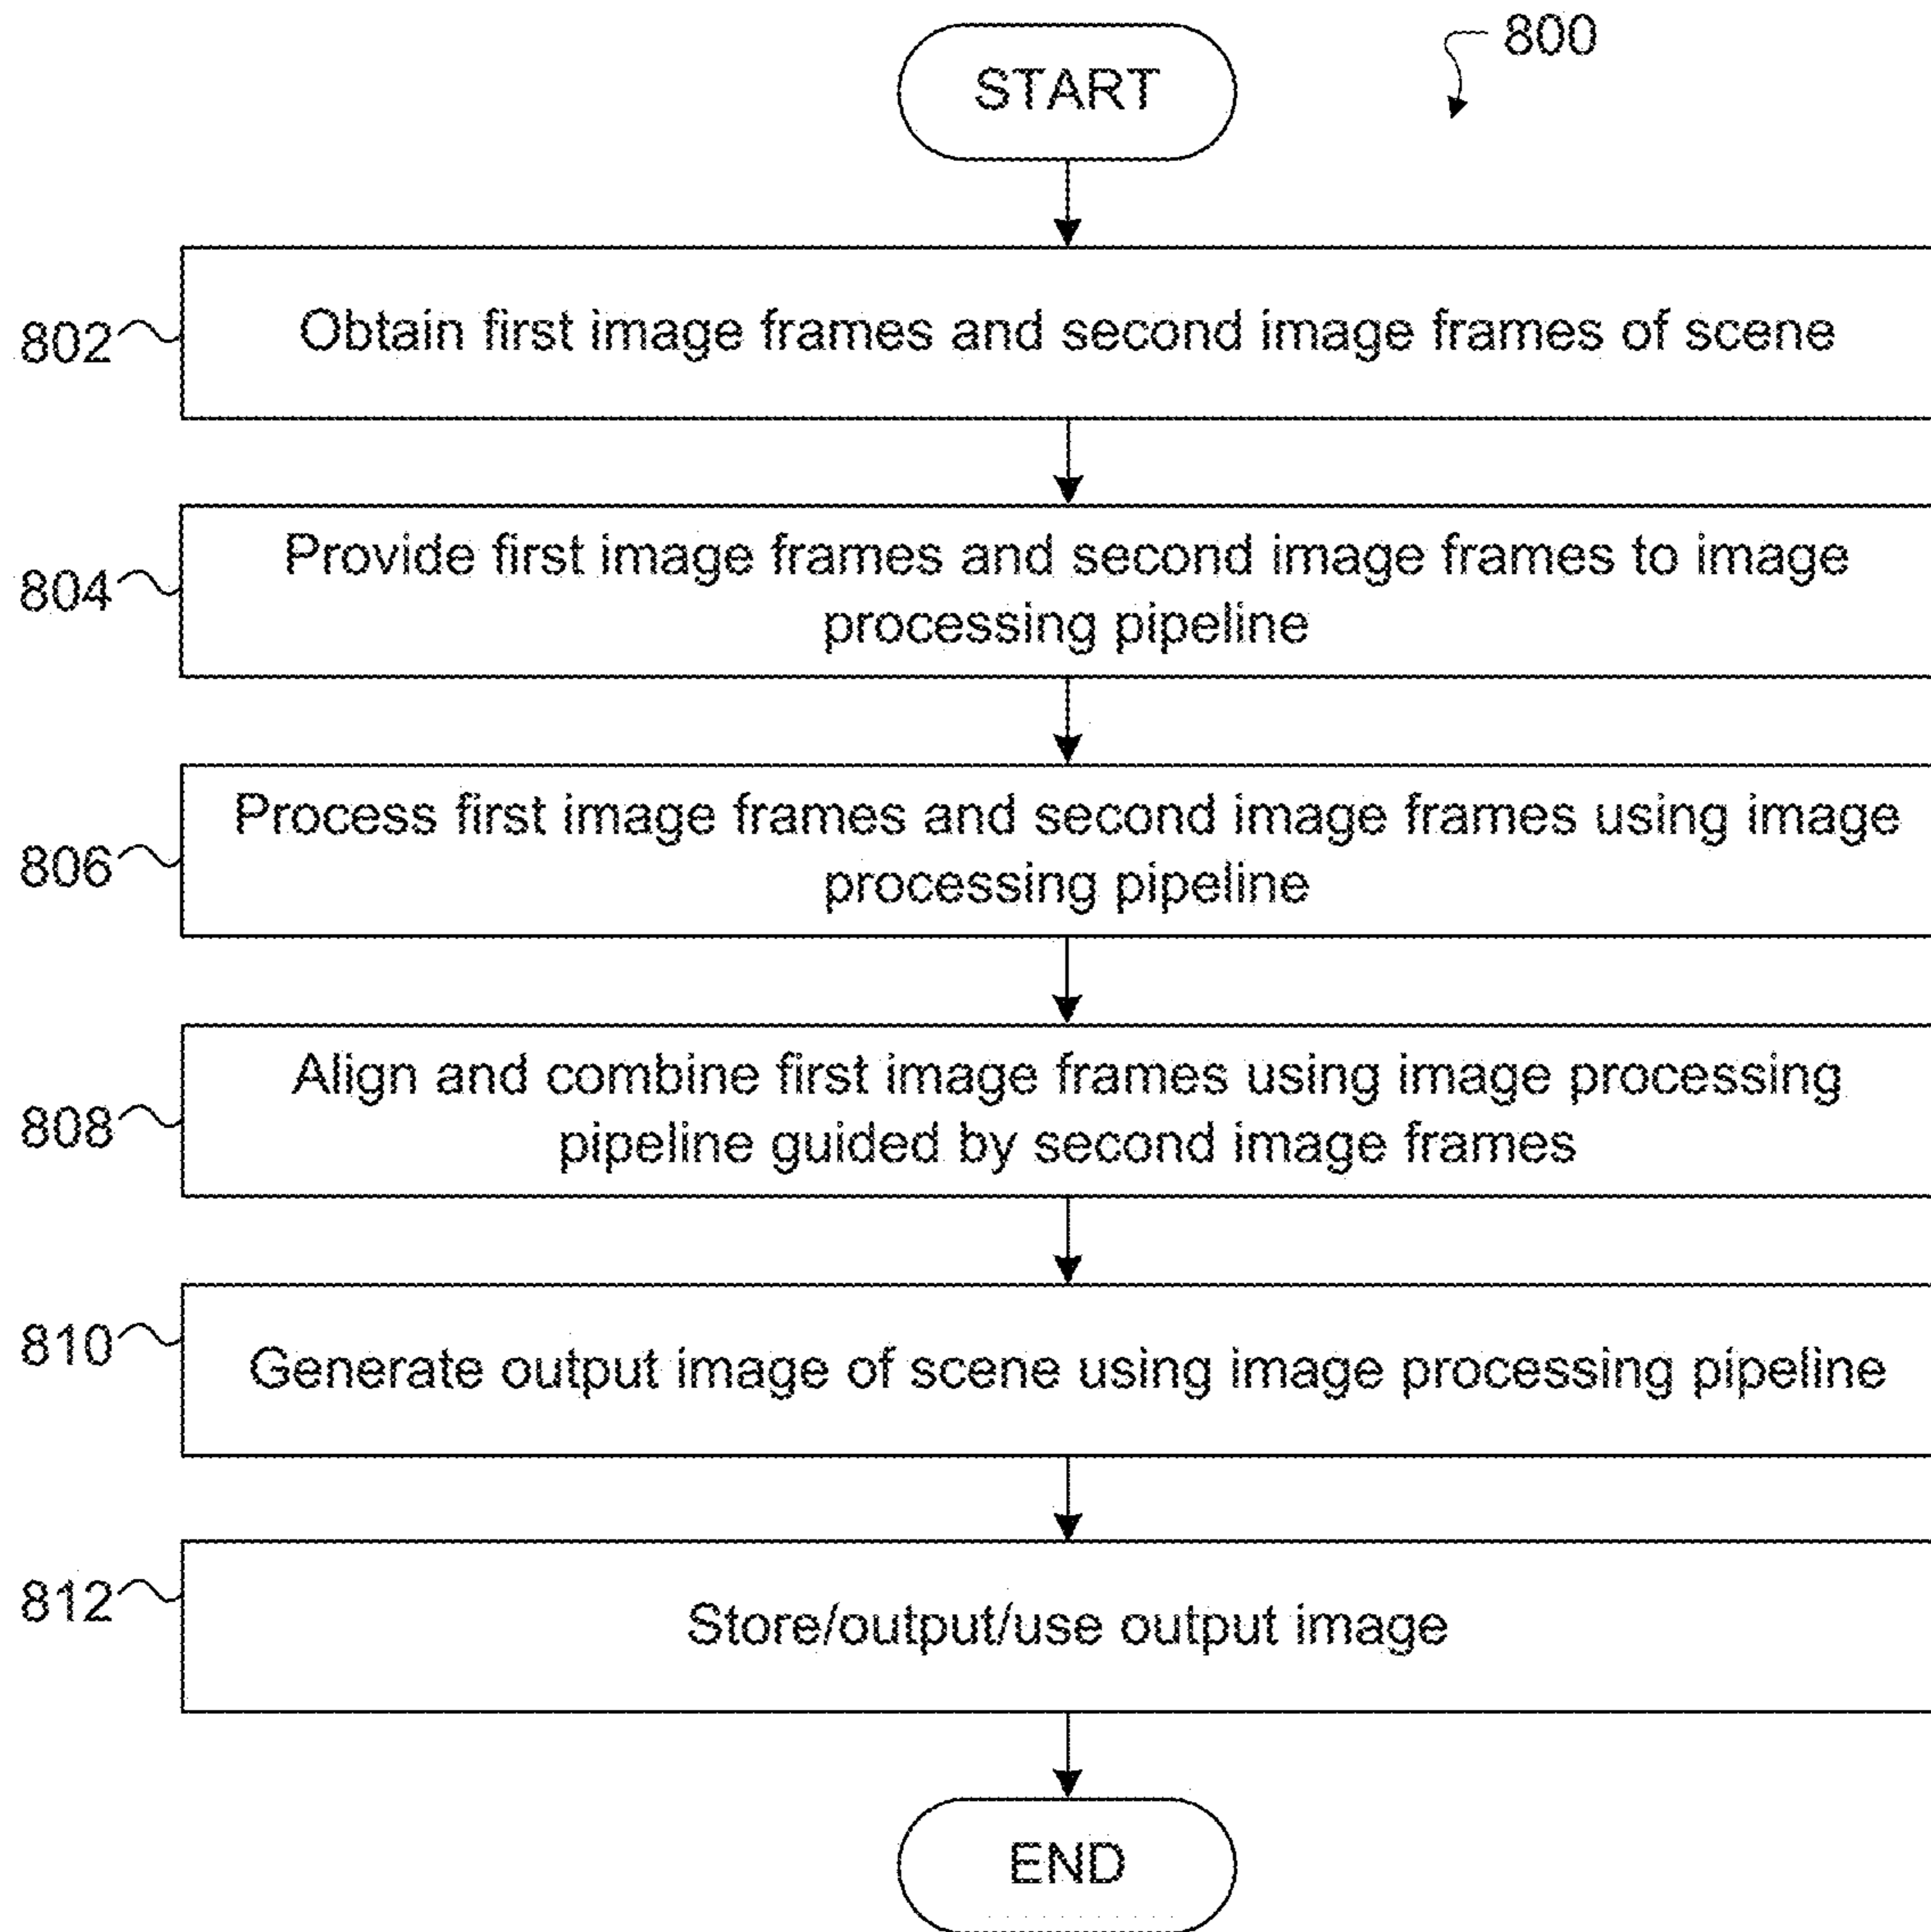 START
800
802
Obtain first image frames and second image frames of scene
804
Provide first image frames and second image frames to image
processing pipeline
806
Process first image frames and second image frames using image
processing pipeline
808
Align and combine first image frames using image processing
pipeline guided by second image frames
810
Generate output image of scene using image processing pipeline
812
Store/output/use output image
END